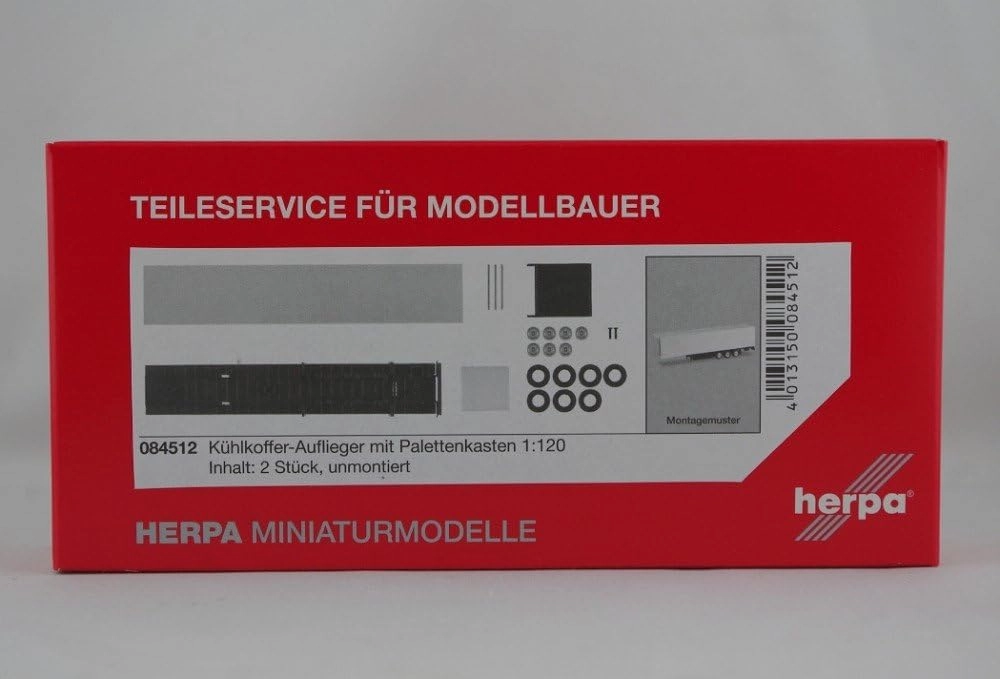 TEILESERVICE FÜR MODELLBAUER
Montagemuster
4 013150 084512
084512 Kühlkoffer-Auflieger mit Palettenkasten 1:120
Inhalt: 2 Stück, unmontiert
herpa®
HERPA MINIATURMODELLE